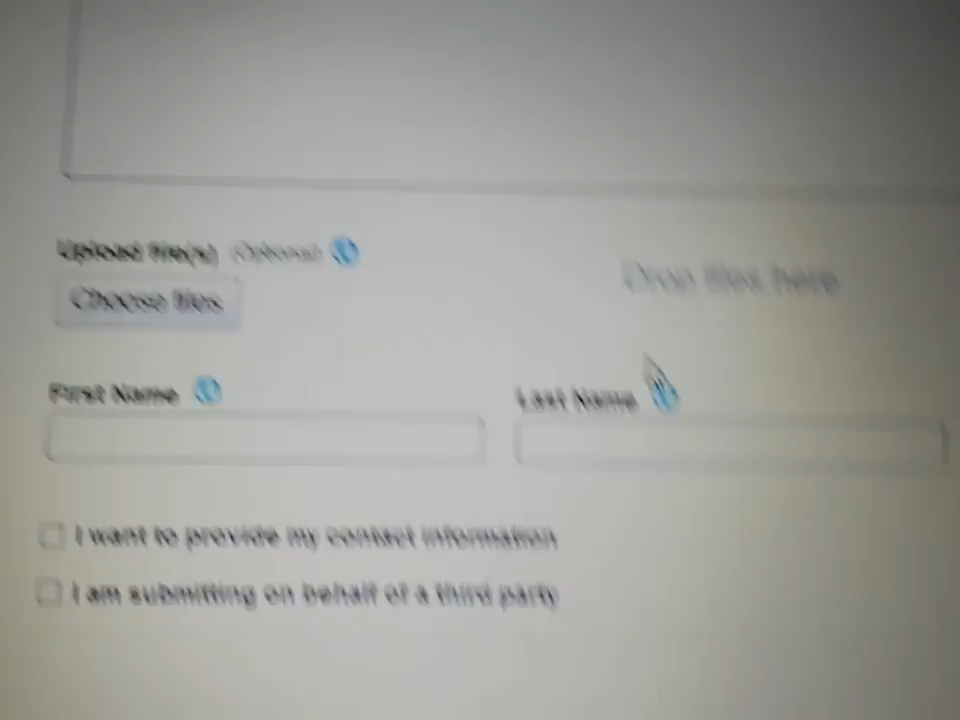 Upload file(s) (Optional)
Choose files
Drop files here
First Name
Last Name
I want to provide my contact information
I am submitting on behalf of a third party